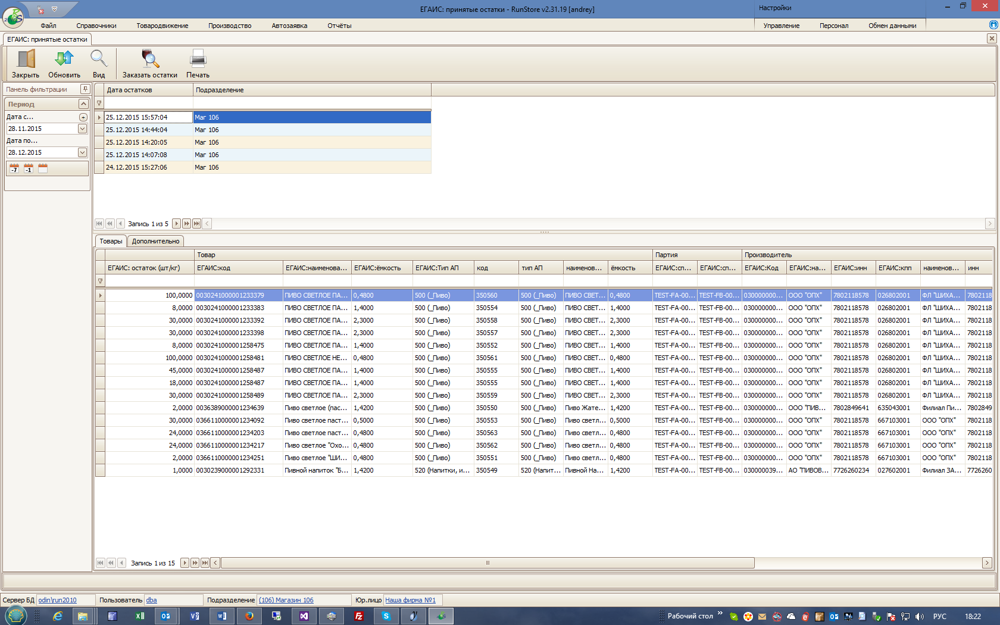 ЕГАИС: принятые остатки - RunStore v2.31.19 [andrey]
Настройки
Файл Справочники Товародвижение Производство Автозаявка Отчёты Управление Персонал Обмен данными
ЕГАИС: принятые остатки
Закрыть Обновить Вид Заказать остатки Печать
Панель фильтрации
Период
Дата с...
28.11.2015
Дата по...
28.12.2015
-7 -1
Дата остатков Подразделение
25.12.2015 15:57:04 Маг 106
25.12.2015 14:44:04 Маг 106
25.12.2015 14:20:05 Маг 106
25.12.2015 14:07:08 Маг 106
24.12.2015 15:27:06 Маг 106
Запись 1 из 5
Товары Дополнительно
Товар Партия Производитель
ЕГАИС: остаток (шт/кг) ЕГАИС:код ЕГАИС:наименова... ЕГАИС:ёмкость ЕГАИС:Тип АП код тип АП наименов... ёмкость ЕГАИС:сп... ЕГАИС:сп... ЕГАИС:Код ЕГАИС:на... ЕГАИС:инн ЕГАИС:кпп наименов... инн
100,0000 0030241000001233379 ПИВО СВЕТЛОЕ ПА... 0,4800 500 (_Пиво) 350560 500 (_Пиво) ПИВО СВЕТ... 0,4800 TEST-FA-00... TEST-FB-00... 030000000... ООО "ОПХ" 7802118578 026802001 ФЛ "ШИХА... 7802118
8,0000 0030241000001233383 ПИВО СВЕТЛОЕ ПА... 1,4000 500 (_Пиво) 350554 500 (_Пиво) ПИВО СВЕТ... 1,4000 TEST-FA-00... TEST-FB-00... 030000000... ООО "ОПХ" 7802118578 026802001 ФЛ "ШИХА... 7802118
30,0000 0030241000001233392 ПИВО СВЕТЛОЕ ПА... 2,3000 500 (_Пиво) 350558 500 (_Пиво) ПИВО СВЕТ... 2,3000 TEST-FA-00... TEST-FB-00... 030000000... ООО "ОПХ" 7802118578 026802001 ФЛ "ШИХА... 7802118
30,0000 0030241000001233398 ПИВО СВЕТЛОЕ ПА... 2,3000 500 (_Пиво) 350557 500 (_Пиво) ПИВО СВЕТ... 2,3000 TEST-FA-00... TEST-FB-00... 030000000... ООО "ОПХ" 7802118578 026802001 ФЛ "ШИХА... 7802118
8,0000 0030241000001258475 ПИВО СВЕТЛОЕ ПА... 1,4000 500 (_Пиво) 350552 500 (_Пиво) ПИВО СВЕТ... 1,4000 TEST-FA-00... TEST-FB-00... 030000000... ООО "ОПХ" 7802118578 026802001 ФЛ "ШИХА... 7802118
100,0000 0030241000001258481 ПИВО СВЕТЛОЕ НЕ... 0,4800 500 (_Пиво) 350561 500 (_Пиво) ПИВО СВЕТ... 0,4800 TEST-FA-00... TEST-FB-00... 030000000... ООО "ОПХ" 7802118578 026802001 ФЛ "ШИХА... 7802118
45,0000 0030241000001258487 ПИВО СВЕТЛОЕ ПА... 1,4000 500 (_Пиво) 350555 500 (_Пиво) ПИВО СВЕТ... 1,4000 TEST-FA-00... TEST-FB-00... 030000000... ООО "ОПХ" 7802118578 026802001 ФЛ "ШИХА... 7802118
18,0000 0030241000001258487 ПИВО СВЕТЛОЕ ПА... 1,4000 500 (_Пиво) 350555 500 (_Пиво) ПИВО СВЕТ... 1,4000 TEST-FA-00... TEST-FB-00... 030000000... ООО "ОПХ" 7802118578 026802001 ФЛ "ШИХА... 7802118
30,0000 0030241000001258489 ПИВО СВЕТЛОЕ ПА... 2,3000 500 (_Пиво) 350559 500 (_Пиво) ПИВО СВЕТ... 2,3000 TEST-FA-00... TEST-FB-00... 030000000... ООО "ОПХ" 7802118578 026802001 ФЛ "ШИХА... 7802118
2,0000 0036389000001234639 Пиво светлое (пас... 1,4200 500 (_Пиво) 350550 500 (_Пиво) Пиво Жате... 1,4200 TEST-FA-00... TEST-FB-00... 030000000... ООО "ПИВ... 7802849641 635043001 Филиал Пи... 7802849
30,0000 0366110000001234092 Пиво светлое паст... 0,5000 500 (_Пиво) 350553 500 (_Пиво) Пиво светл... 0,5000 TEST-FA-00... TEST-FB-00... 030000000... ООО "ОПХ" 7802118578 667103001 ООО "ОПХ" 7802118
24,0000 0366110000001234203 Пиво светлое паст... 0,4800 500 (_Пиво) 350563 500 (_Пиво) Пиво светл... 0,4800 TEST-FA-00... TEST-FB-00... 030000000... ООО "ОПХ" 7802118578 667103001 ООО "ОПХ" 7802118
24,0000 0366110000001234217 Пиво светлое "Охо... 0,4800 500 (_Пиво) 350562 500 (_Пиво) Пиво светл... 0,4800 TEST-FA-00... TEST-FB-00... 030000000... ООО "ОПХ" 7802118578 667103001 ООО "ОПХ" 7802118
2,0000 0366110000001234251 Пиво светлое "ШИ... 0,4800 500 (_Пиво) 350551 500 (_Пиво) Пиво светл... 0,4800 TEST-FA-00... TEST-FB-00... 030000000... ООО "ОПХ" 7802118578 667103001 ООО "ОПХ" 7802118
1,0000 0030239000001292331 Пивной напиток "Б... 1,4200 520 (Напитки, и... 350549 520 (Напит... Пивной На... 1,4200 TEST-FA-00... TEST-FB-00... 030000039... АО "ПИВОВ... 7726260234 027602001 Филиал ЗА... 7726260
Запись 1 из 15
Сервер БД odin\run2010 Пользователь dba Подразделение (106) Магазин 106 Юр.лицо Наша фирма №1
Рабочий стол » РУС 18:22